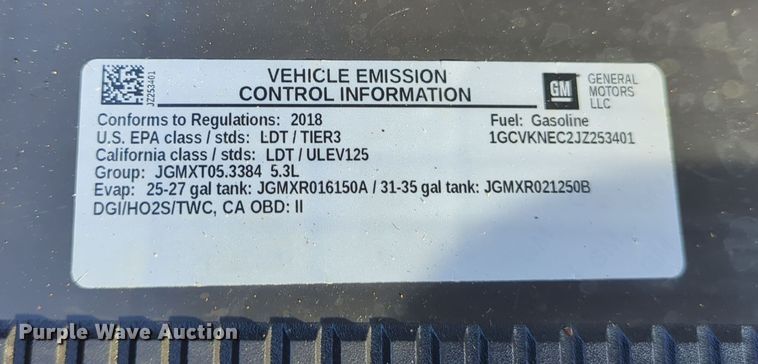 JZ253401
VEHICLE EMISSION
CONTROL INFORMATION
GM
GENERAL
MOTORS
LLC
Conforms to Regulations: 2018
Fuel: Gasoline
U.S. EPA class / stds: LDT / TIER3
1GCVKNEC2JZ253401
California class / stds: LDT / ULEV125
Group: JGMXT05.3384 5.3L
Evap: 25-27 gal tank: JGMXR016150A / 31-35 gal tank: JGMXR021250B
DGI/HO2S/TWC, CA OBD: II
Purple Wave Auction